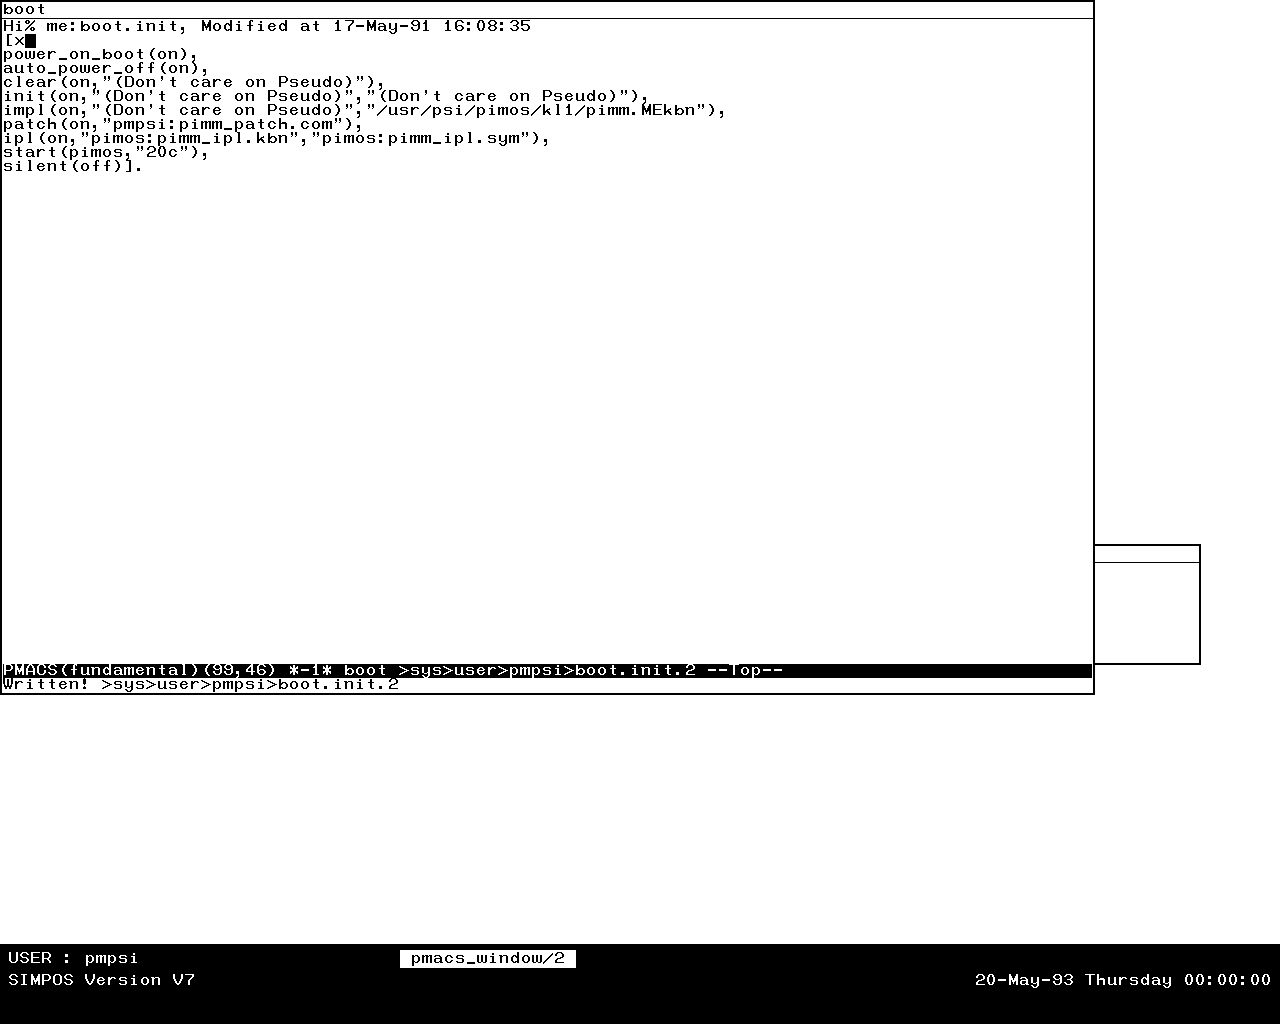 boot
Hi% me:boot.init, Modified at 17-May-91 16:08:35
[x
power_on_boot(on),
auto_power_off(on),
clear(on,"(Don't care on Pseudo)"),
init(on,"(Don't care on Pseudo)","(Don't care on Pseudo)"),
impl(on,"(Don't care on Pseudo)","/usr/psi/pimos/kl1/pimm.MEkbn"),
patch(on,"pmpsi:pimm_patch.com"),
ipl(on,"pimos:pimm_ipl.kbn","pimos:pimm_ipl.sym"),
start(pimos,"20c"),
silent(off)].
PMACS(fundamental)(99,46) *-1* boot >sys>user>pmpsi>boot.init.2 --Top--
Written! >sys>user>pmpsi>boot.init.2
USER : pmpsi
pmacs_window/2
SIMPOS Version V7
20-May-93 Thursday 00:00:00